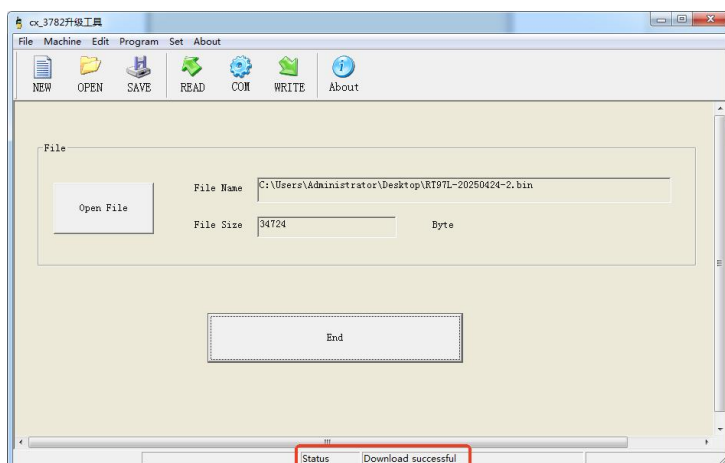 cx_3782升级工具
File Machine Edit Program Set About
NEW OPEN SAVE READ COM WRITE About
File
Open File
File Name C:\Users\Administrator\Desktop\RT97L-20250424-2.bin
File Size 34724 Byte
End
Status Download successful